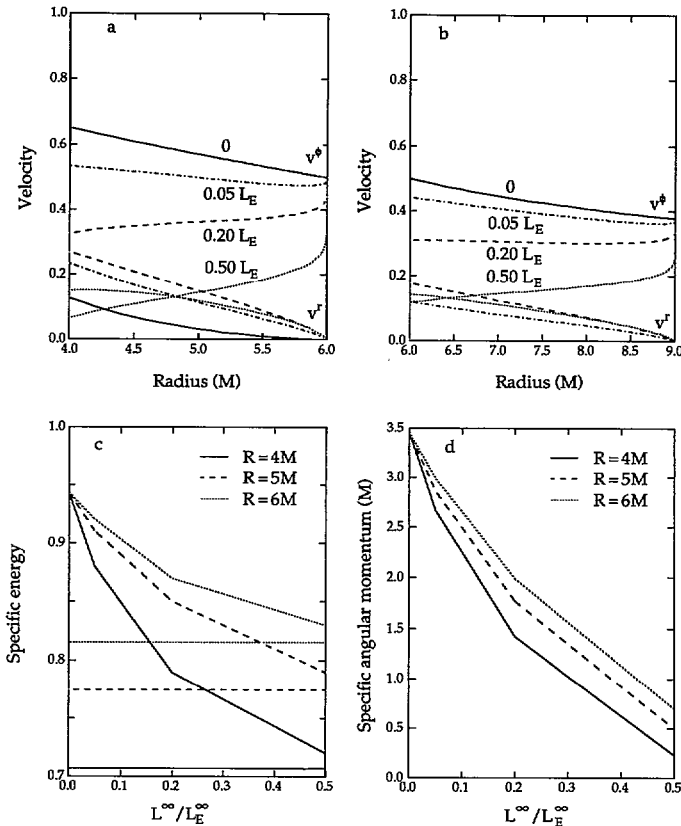 a
Velocity
1.0
0.8
0.6
0.4
0.2
0.0
0
v^ϕ
0.05 L_E
0.20 L_E
0.50 L_E
v^r
4.0 4.5 5.0 5.5 6.0
Radius (M)
b
Velocity
1.0
0.8
0.6
0.4
0.2
0.0
0
v^ϕ
0.05 L_E
0.20 L_E
0.50 L_E
v^r
6.0 6.5 7.0 7.5 8.0 8.5 9.0
Radius (M)
c
Specific energy
1.0
0.9
0.8
0.7
R=4M
R=5M
R=6M
0.0 0.1 0.2 0.3 0.4 0.5
L^∞/L_E^∞
d
Specific angular momentum (M)
3.5
3.0
2.5
2.0
1.5
1.0
0.5
0.0
R=4M
R=5M
R=6M
0.0 0.1 0.2 0.3 0.4 0.5
L^∞/L_E^∞